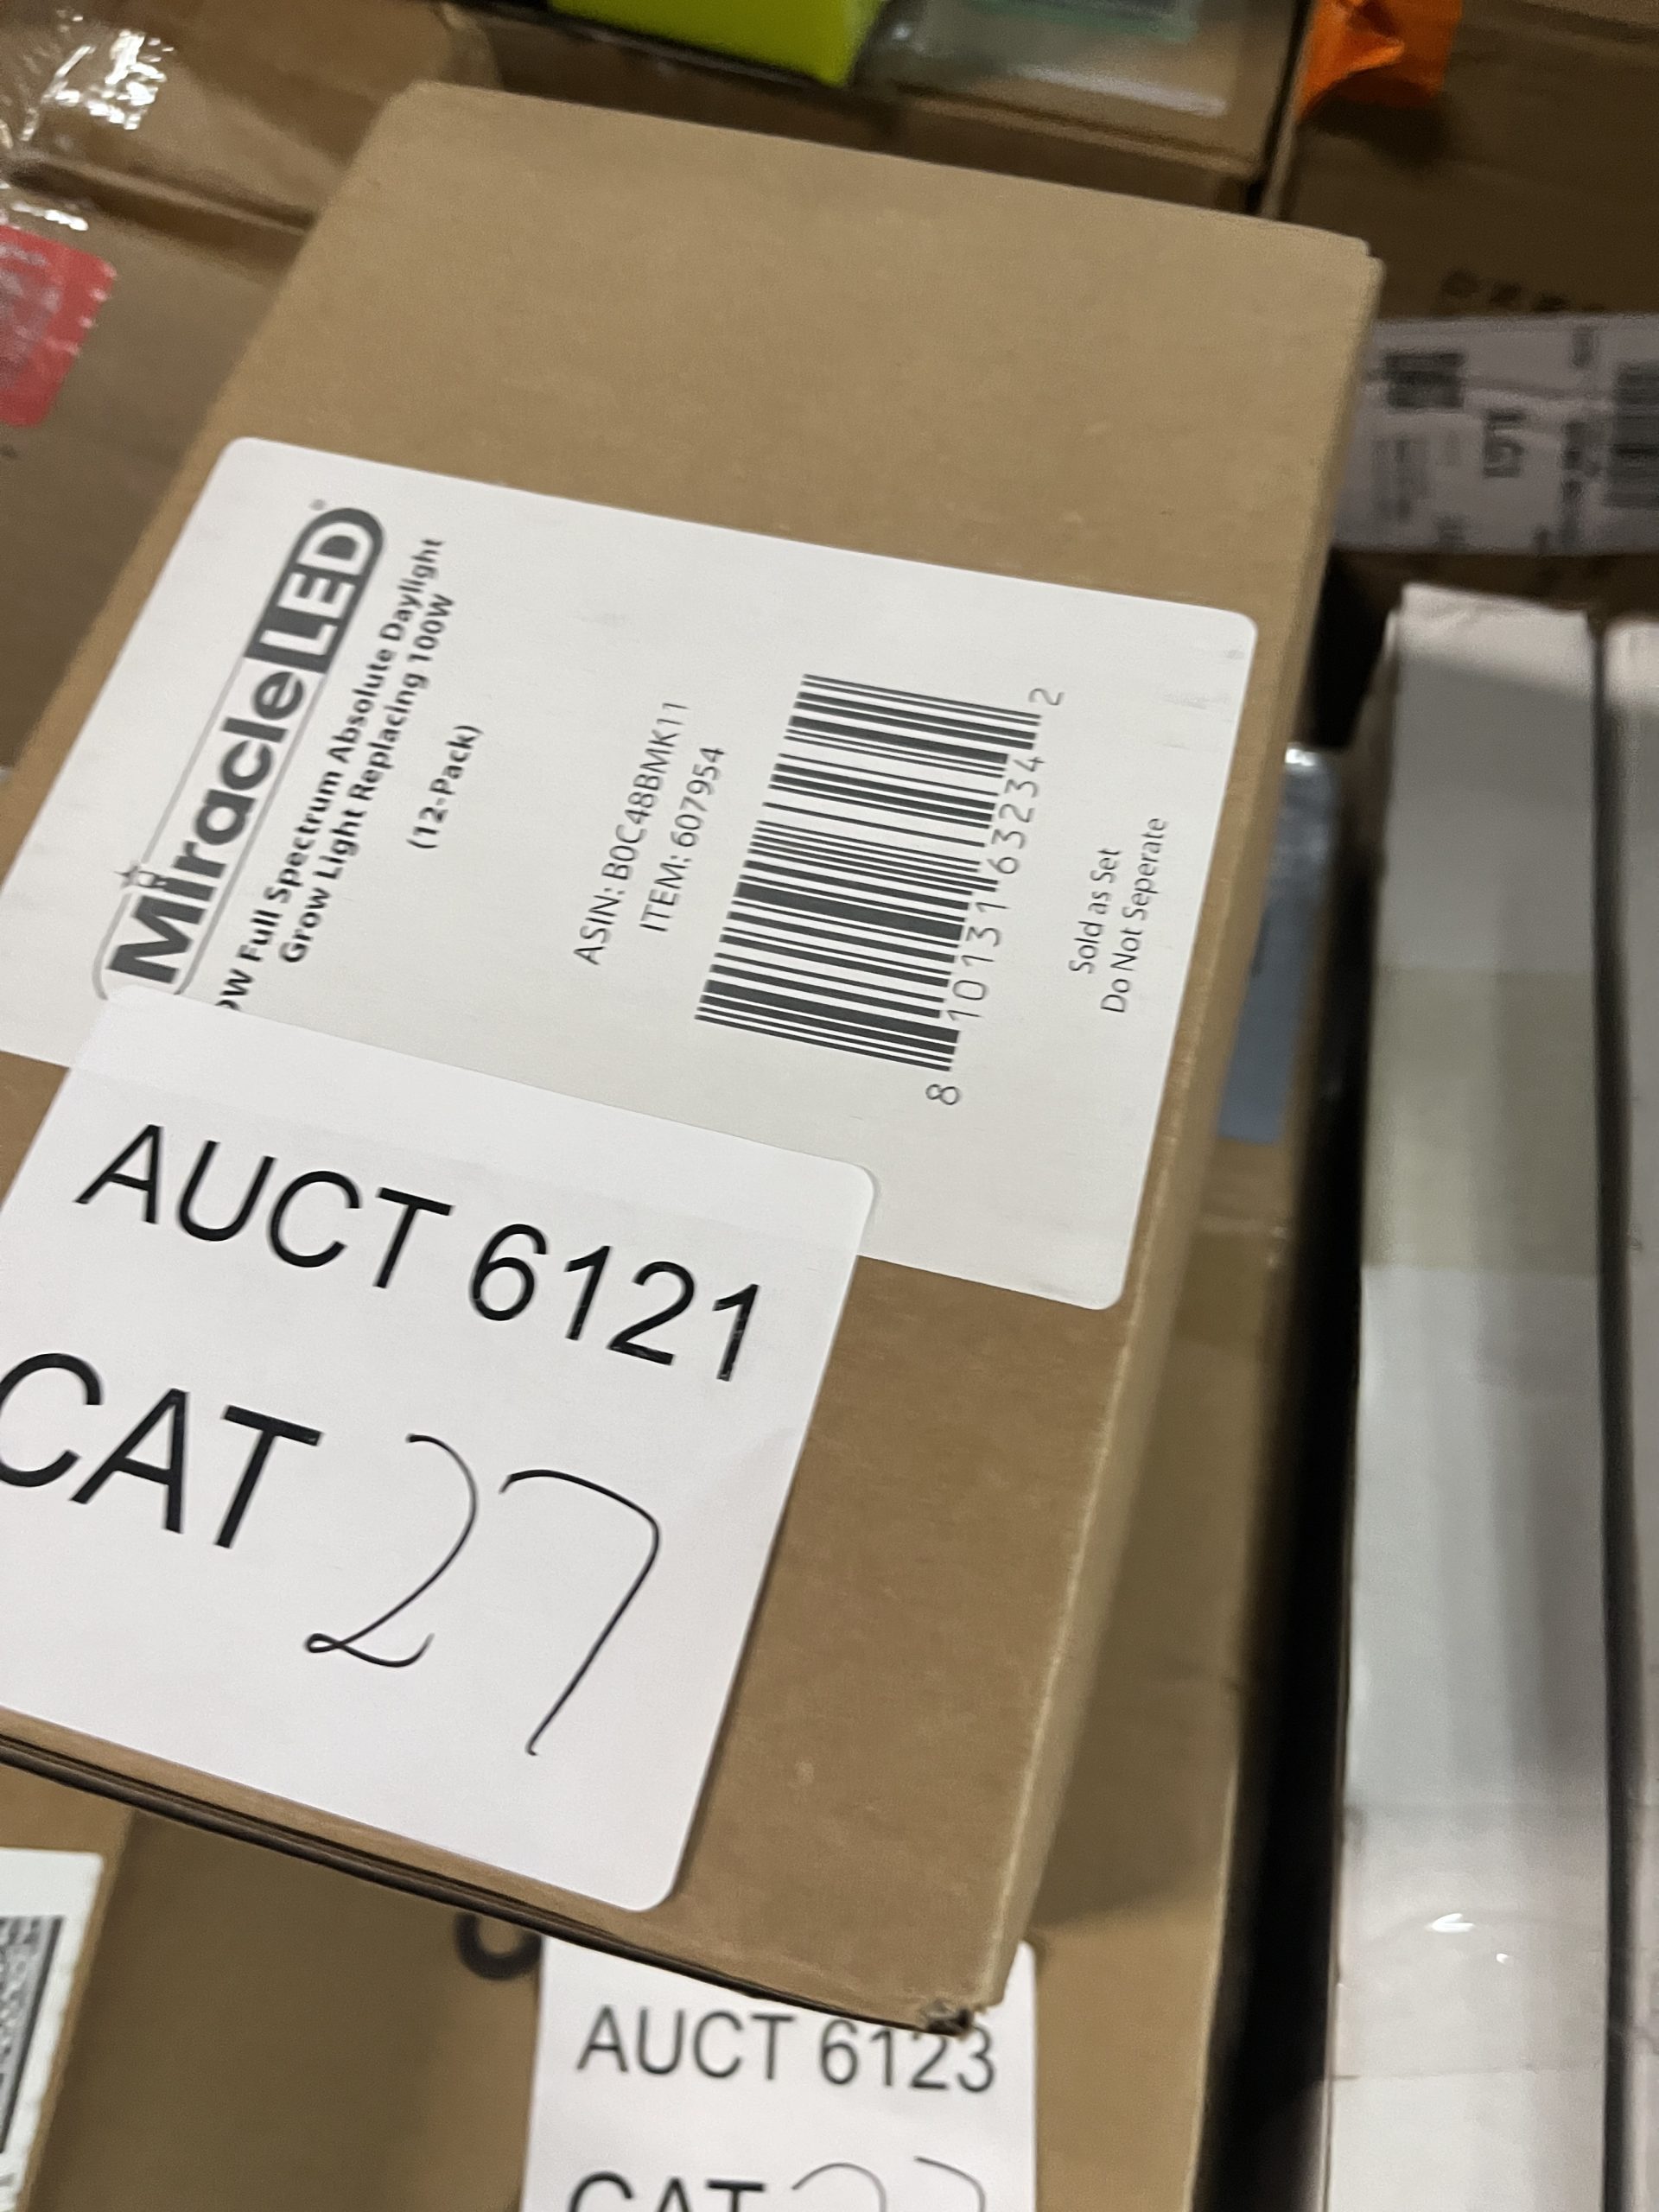 MiracleLED®
Full Spectrum Absolute Daylight
Grow Light Replacing 100W
(12-Pack)
ASIN: B0C48BMK11
ITEM: 607954
8 10131 63234 2
Sold as Set
Do Not Seperate
AUCT 6121
CAT 27
AUCT 6123
CAT